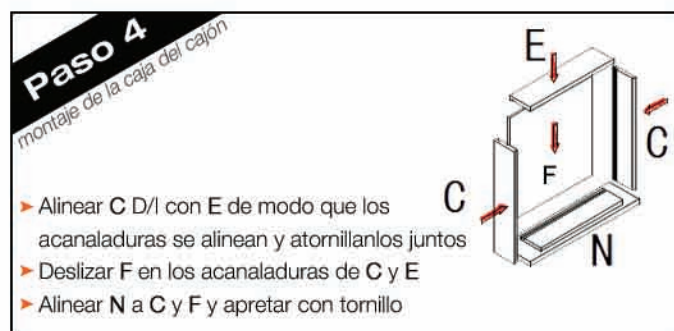 Paso 4
montaje de la caja del cajón
E
C
F
C
N
➤ Alinear C D/I con E de modo que los
acanaladuras se alinean y atornillanlos juntos
➤ Deslizar F en los acanaladuras de C y E
➤ Alinear N a C y F y apretar con tornillo